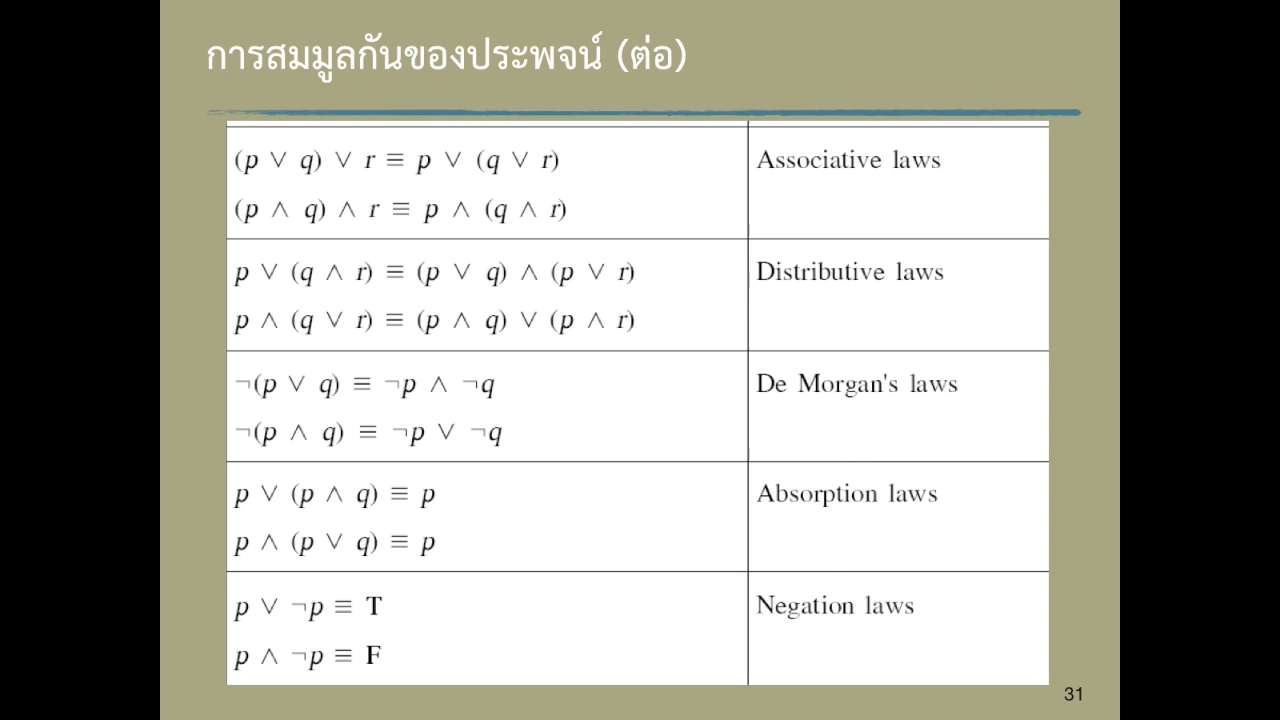 การสมมูลกันของประพจน์ (ต่อ)
(p ∨ q) ∨ r ≡ p ∨ (q ∨ r) Associative laws
(p ∧ q) ∧ r ≡ p ∧ (q ∧ r)
p ∨ (q ∧ r) ≡ (p ∨ q) ∧ (p ∨ r) Distributive laws
p ∧ (q ∨ r) ≡ (p ∧ q) ∨ (p ∧ r)
¬(p ∨ q) ≡ ¬p ∧ ¬q De Morgan's laws
¬(p ∧ q) ≡ ¬p ∨ ¬q
p ∨ (p ∧ q) ≡ p Absorption laws
p ∧ (p ∨ q) ≡ p
p ∨ ¬p ≡ T Negation laws
p ∧ ¬p ≡ F
31